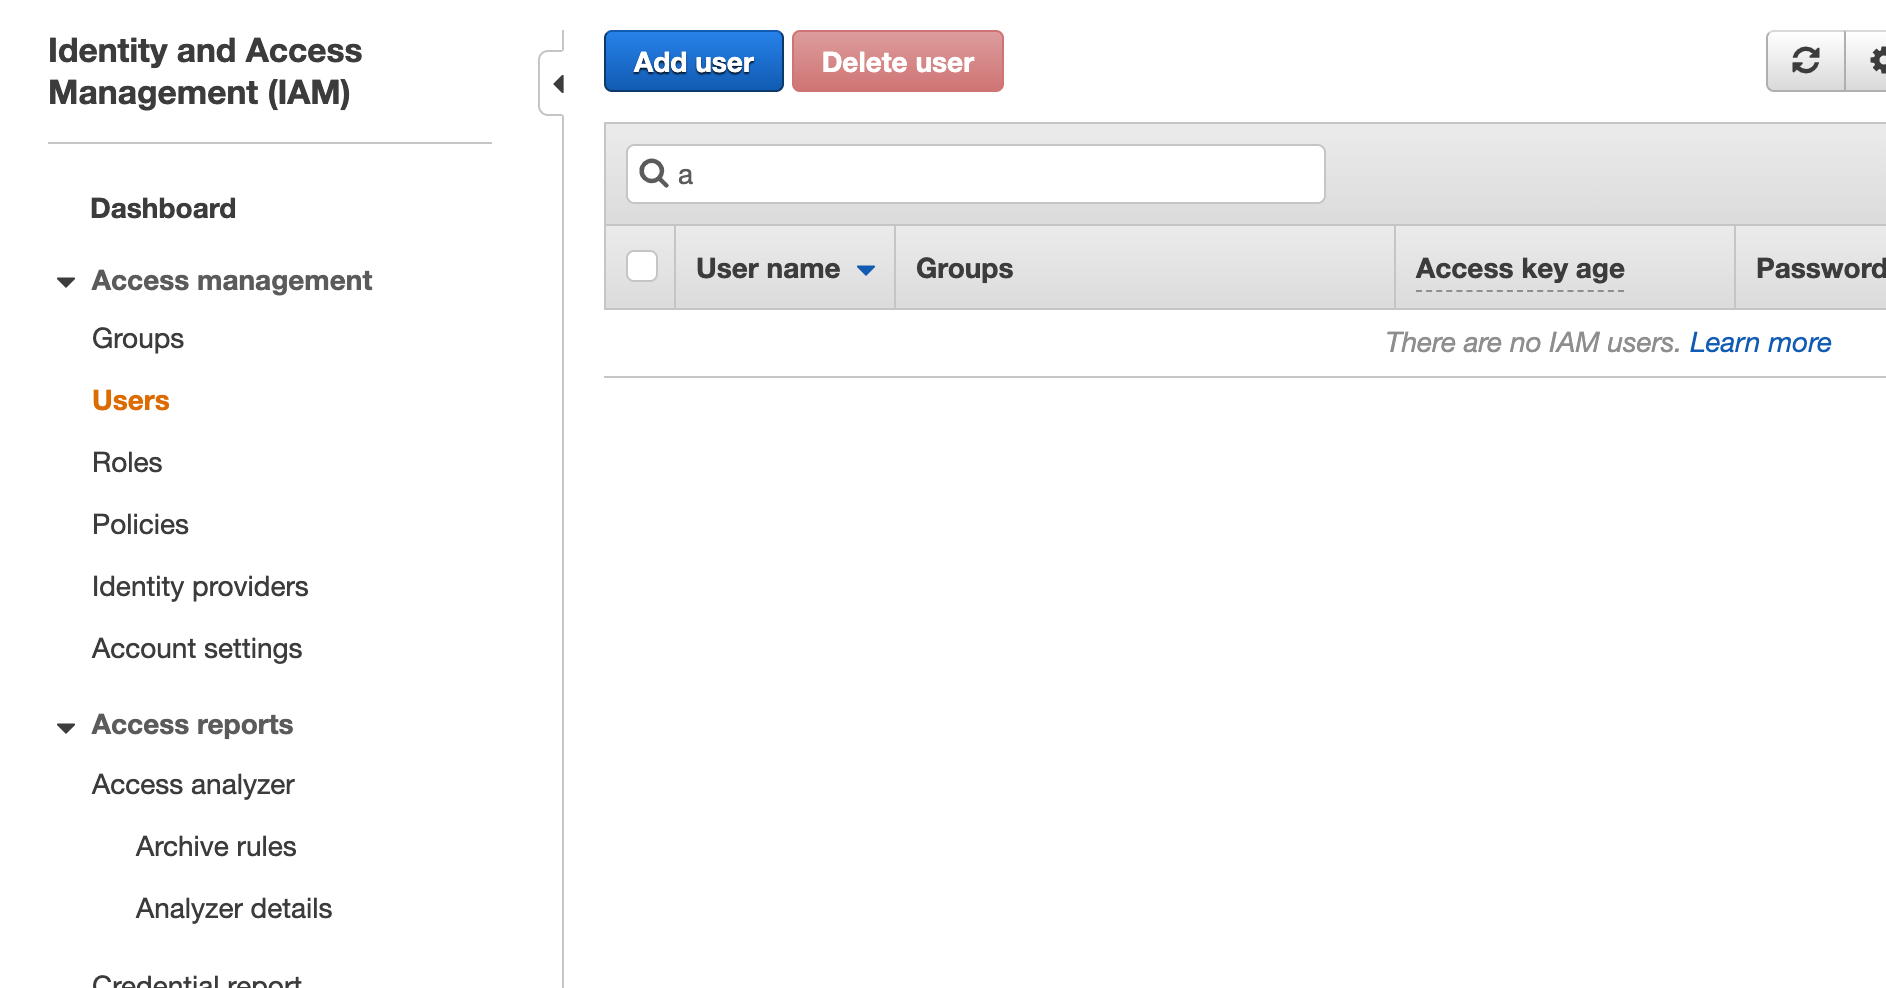 Identity and Access
Management (IAM)
Dashboard
Access management
Groups
Users
Roles
Policies
Identity providers
Account settings
Access reports
Access analyzer
Archive rules
Analyzer details
Credential report
Add user Delete user
a
User name Groups Access key age Password
There are no IAM users. Learn more